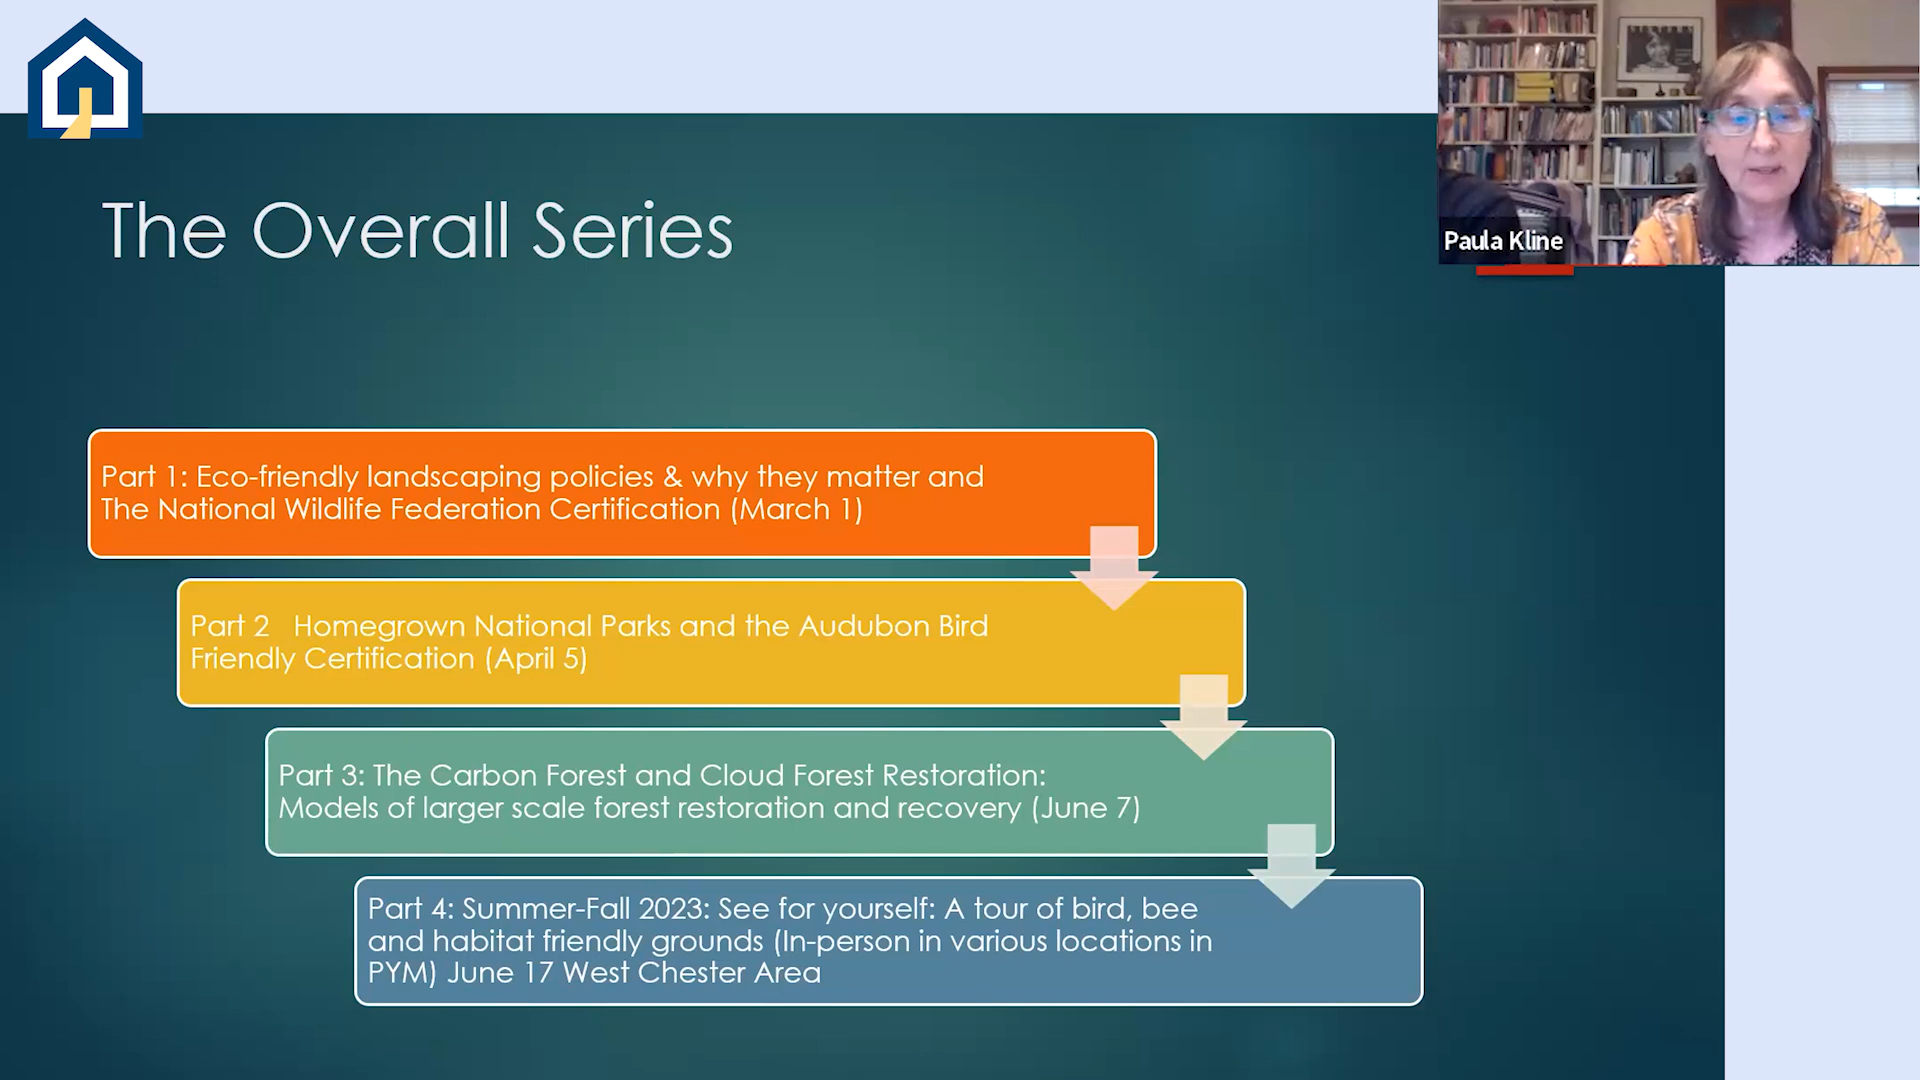 The Overall Series
Paula Kline
Part 1: Eco-friendly landscaping policies & why they matter and
The National Wildlife Federation Certification (March 1)
Part 2   Homegrown National Parks and the Audubon Bird
Friendly Certification (April 5)
Part 3: The Carbon Forest and Cloud Forest Restoration:
Models of larger scale forest restoration and recovery (June 7)
Part 4: Summer-Fall 2023: See for yourself: A tour of bird, bee
and habitat friendly grounds (In-person in various locations in
PYM) June 17 West Chester Area